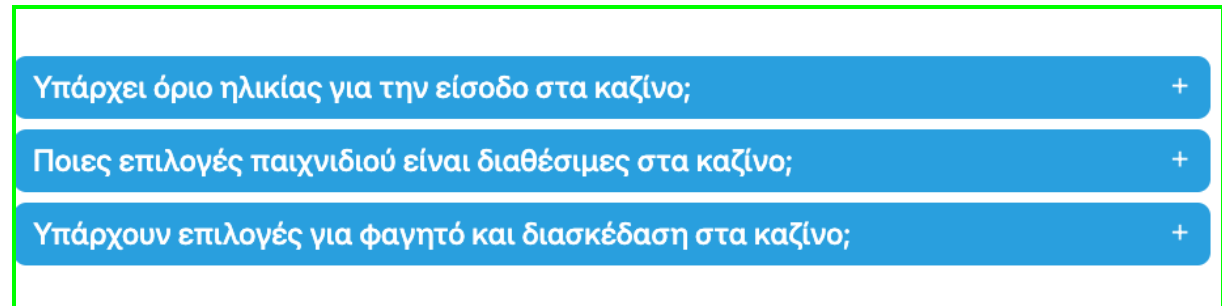 Υπάρχει όριο ηλικίας για την είσοδο στα καζίνο; +
Ποιες επιλογές παιχνιδιού είναι διαθέσιμες στα καζίνο; +
Υπάρχουν επιλογές για φαγητό και διασκέδαση στα καζίνο; +